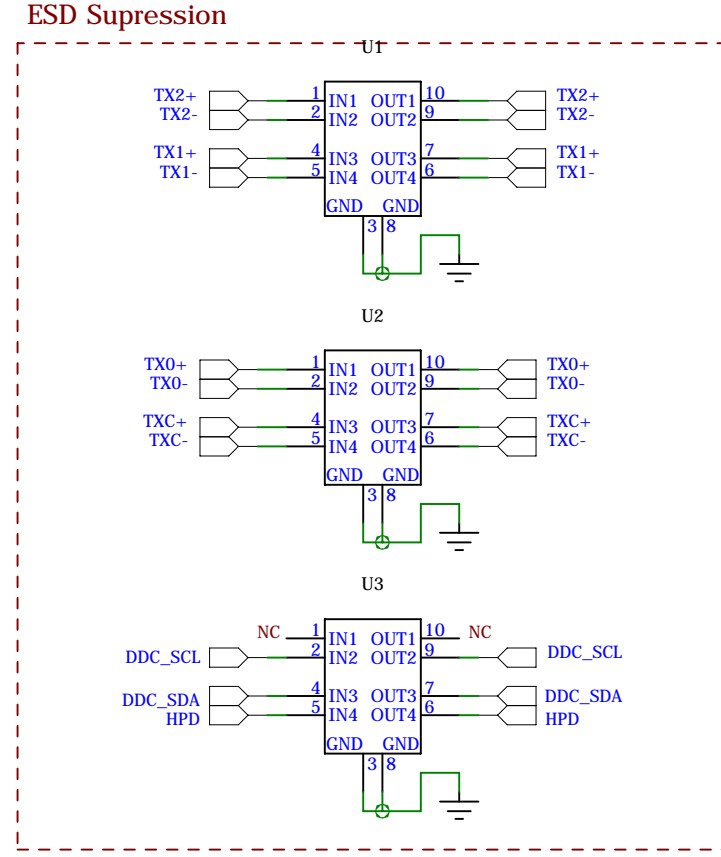 ESD Supression
U1
TX2+ 1 IN1 OUT1 10 TX2+
TX2- 2 IN2 OUT2 9 TX2-
TX1+ 4 IN3 OUT3 7 TX1+
TX1- 5 IN4 OUT4 6 TX1-
GND GND
3 8
U2
TX0+ 1 IN1 OUT1 10 TX0+
TX0- 2 IN2 OUT2 9 TX0-
TXC+ 4 IN3 OUT3 7 TXC+
TXC- 5 IN4 OUT4 6 TXC-
GND GND
3 8
U3
NC 1 IN1 OUT1 10 NC
DDC_SCL 2 IN2 OUT2 9 DDC_SCL
DDC_SDA 4 IN3 OUT3 7 DDC_SDA
HPD 5 IN4 OUT4 6 HPD
GND GND
3 8